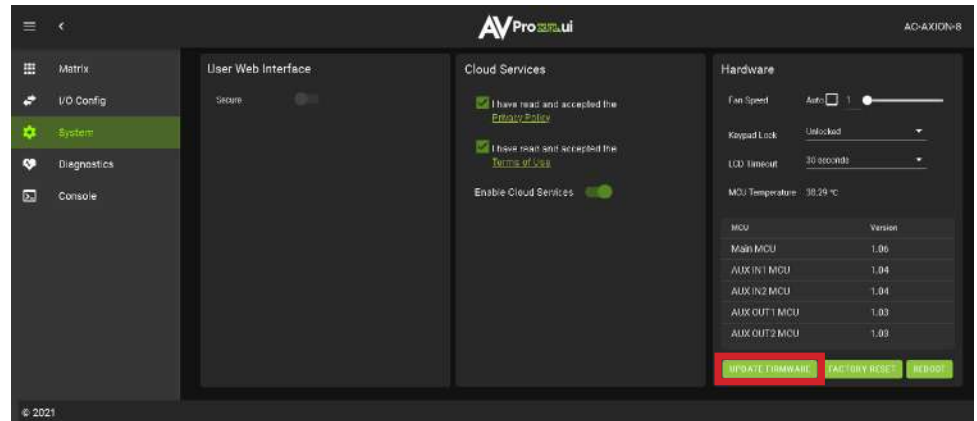 AVPro ui
AC-AXION-8
Matrix
I/O Config
System
Diagnostics
Console
User Web Interface
Secure
Cloud Services
I have read and accepted the
Privacy Policy
I have read and accepted the
Terms of Use
Enable Cloud Services
Hardware
Fan Speed Auto 1
Keypad Lock Unlocked
LCD Timeout 30 seconds
MCU Temperature 38.29 °C
MCU Version
Main MCU 1.06
AUX IN1 MCU 1.04
AUX IN2 MCU 1.04
AUX OUT1 MCU 1.03
AUX OUT2 MCU 1.03
UPDATE FIRMWARE FACTORY RESET REBOOT
© 2021